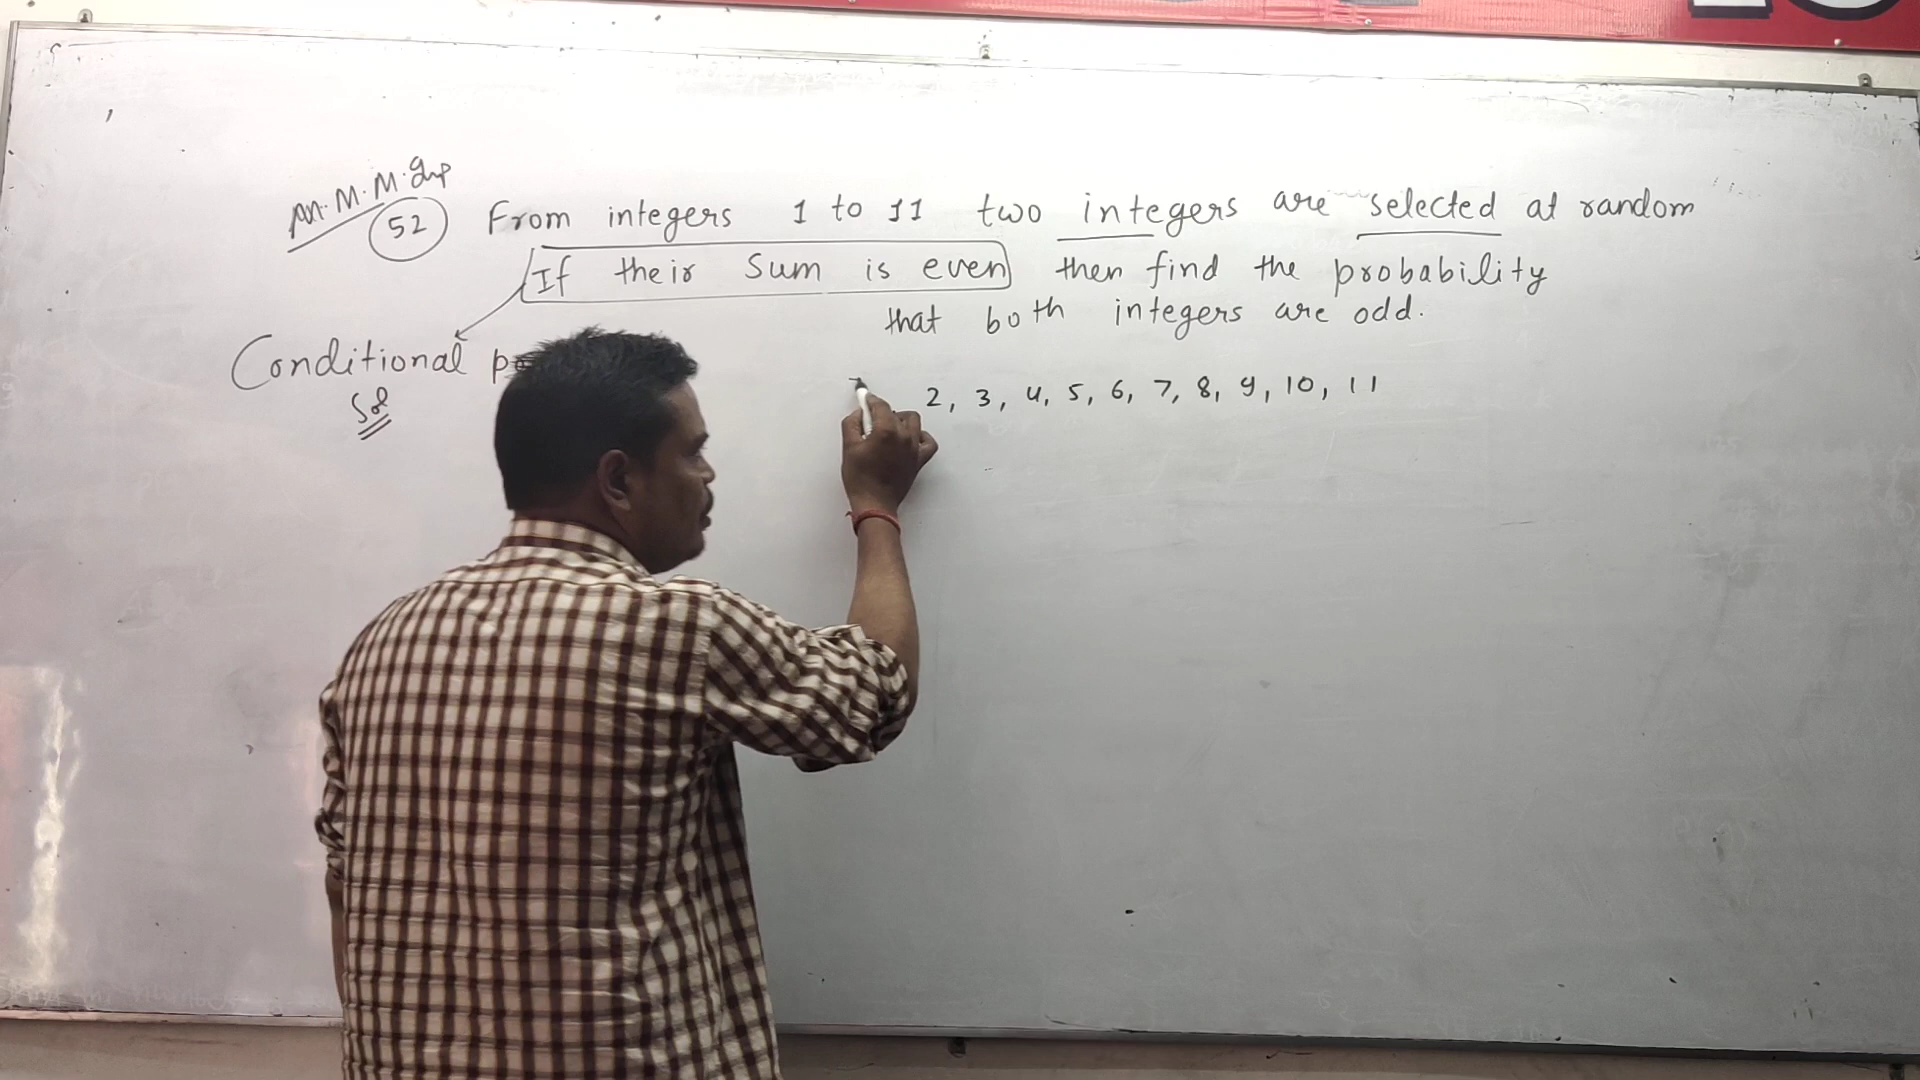 52 From integers 1 to 11 two integers are selected at random
If their sum is even then find the probability
that both integers are odd.
Conditional
Sol
2, 3, 4, 5, 6, 7, 8, 9, 10, 11